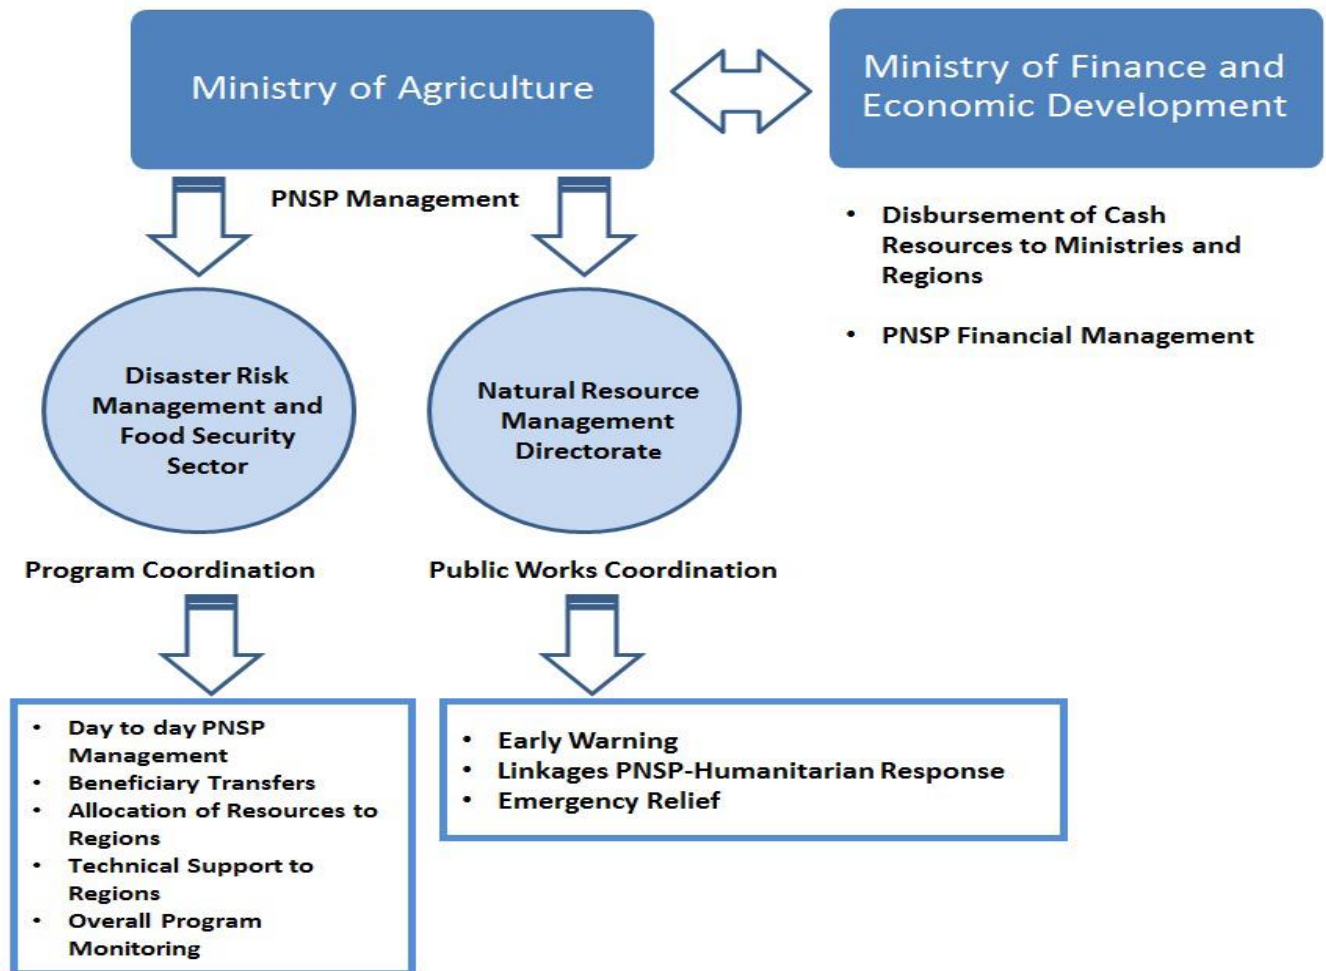 Ministry of Agriculture
Ministry of Finance and
Economic Development
PNSP Management
• Disbursement of Cash
Resources to Ministries and
Regions
• PNSP Financial Management
Disaster Risk
Management and
Food Security
Sector
Natural Resource
Management
Directorate
Program Coordination
Public Works Coordination
• Day to day PNSP
Management
• Beneficiary Transfers
• Allocation of Resources to
Regions
• Technical Support to
Regions
• Overall Program
Monitoring
• Early Warning
• Linkages PNSP-Humanitarian Response
• Emergency Relief